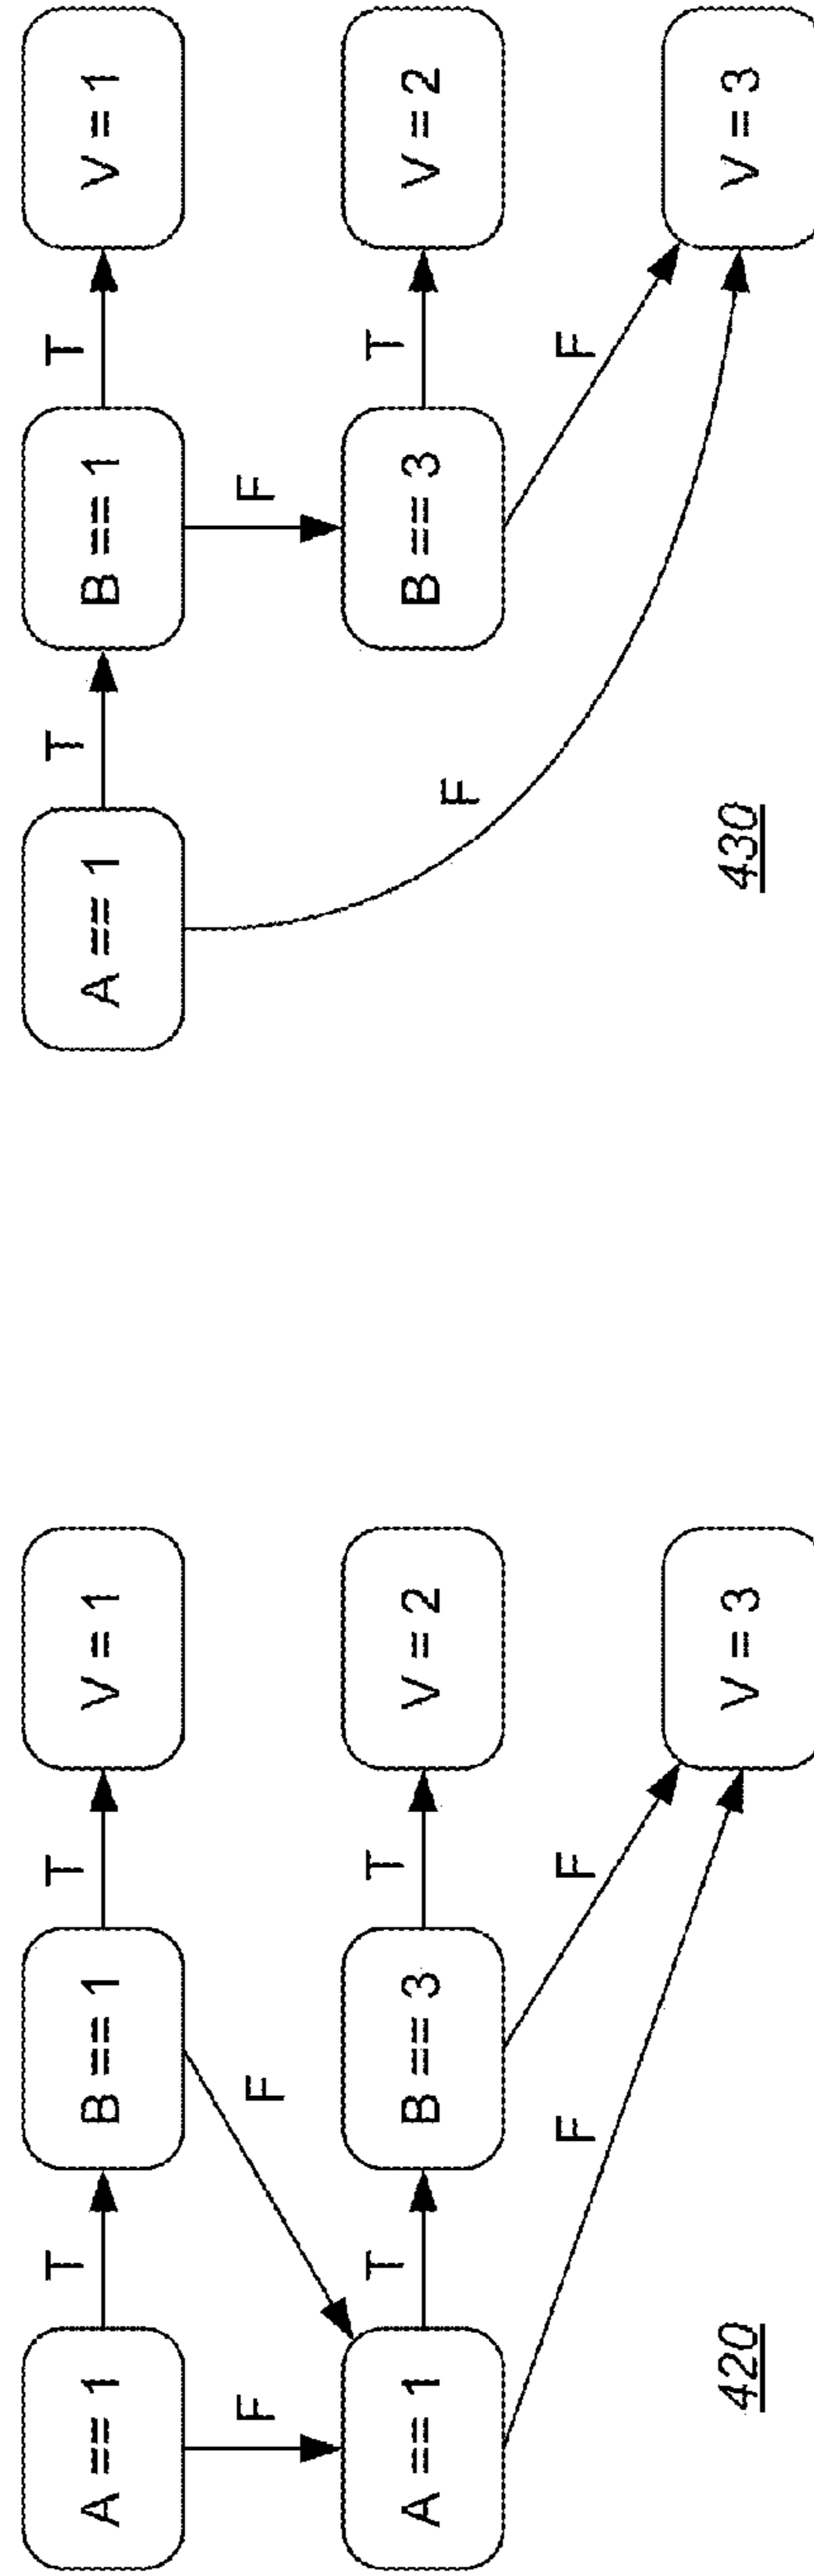 A == 1
T
B == 1
T
V = 1
F
F
A == 1
T
B == 3
T
V = 2
F
F
V = 3
420
A == 1
T
B == 1
T
V = 1
F
B == 3
T
V = 2
F
F
V = 3
430